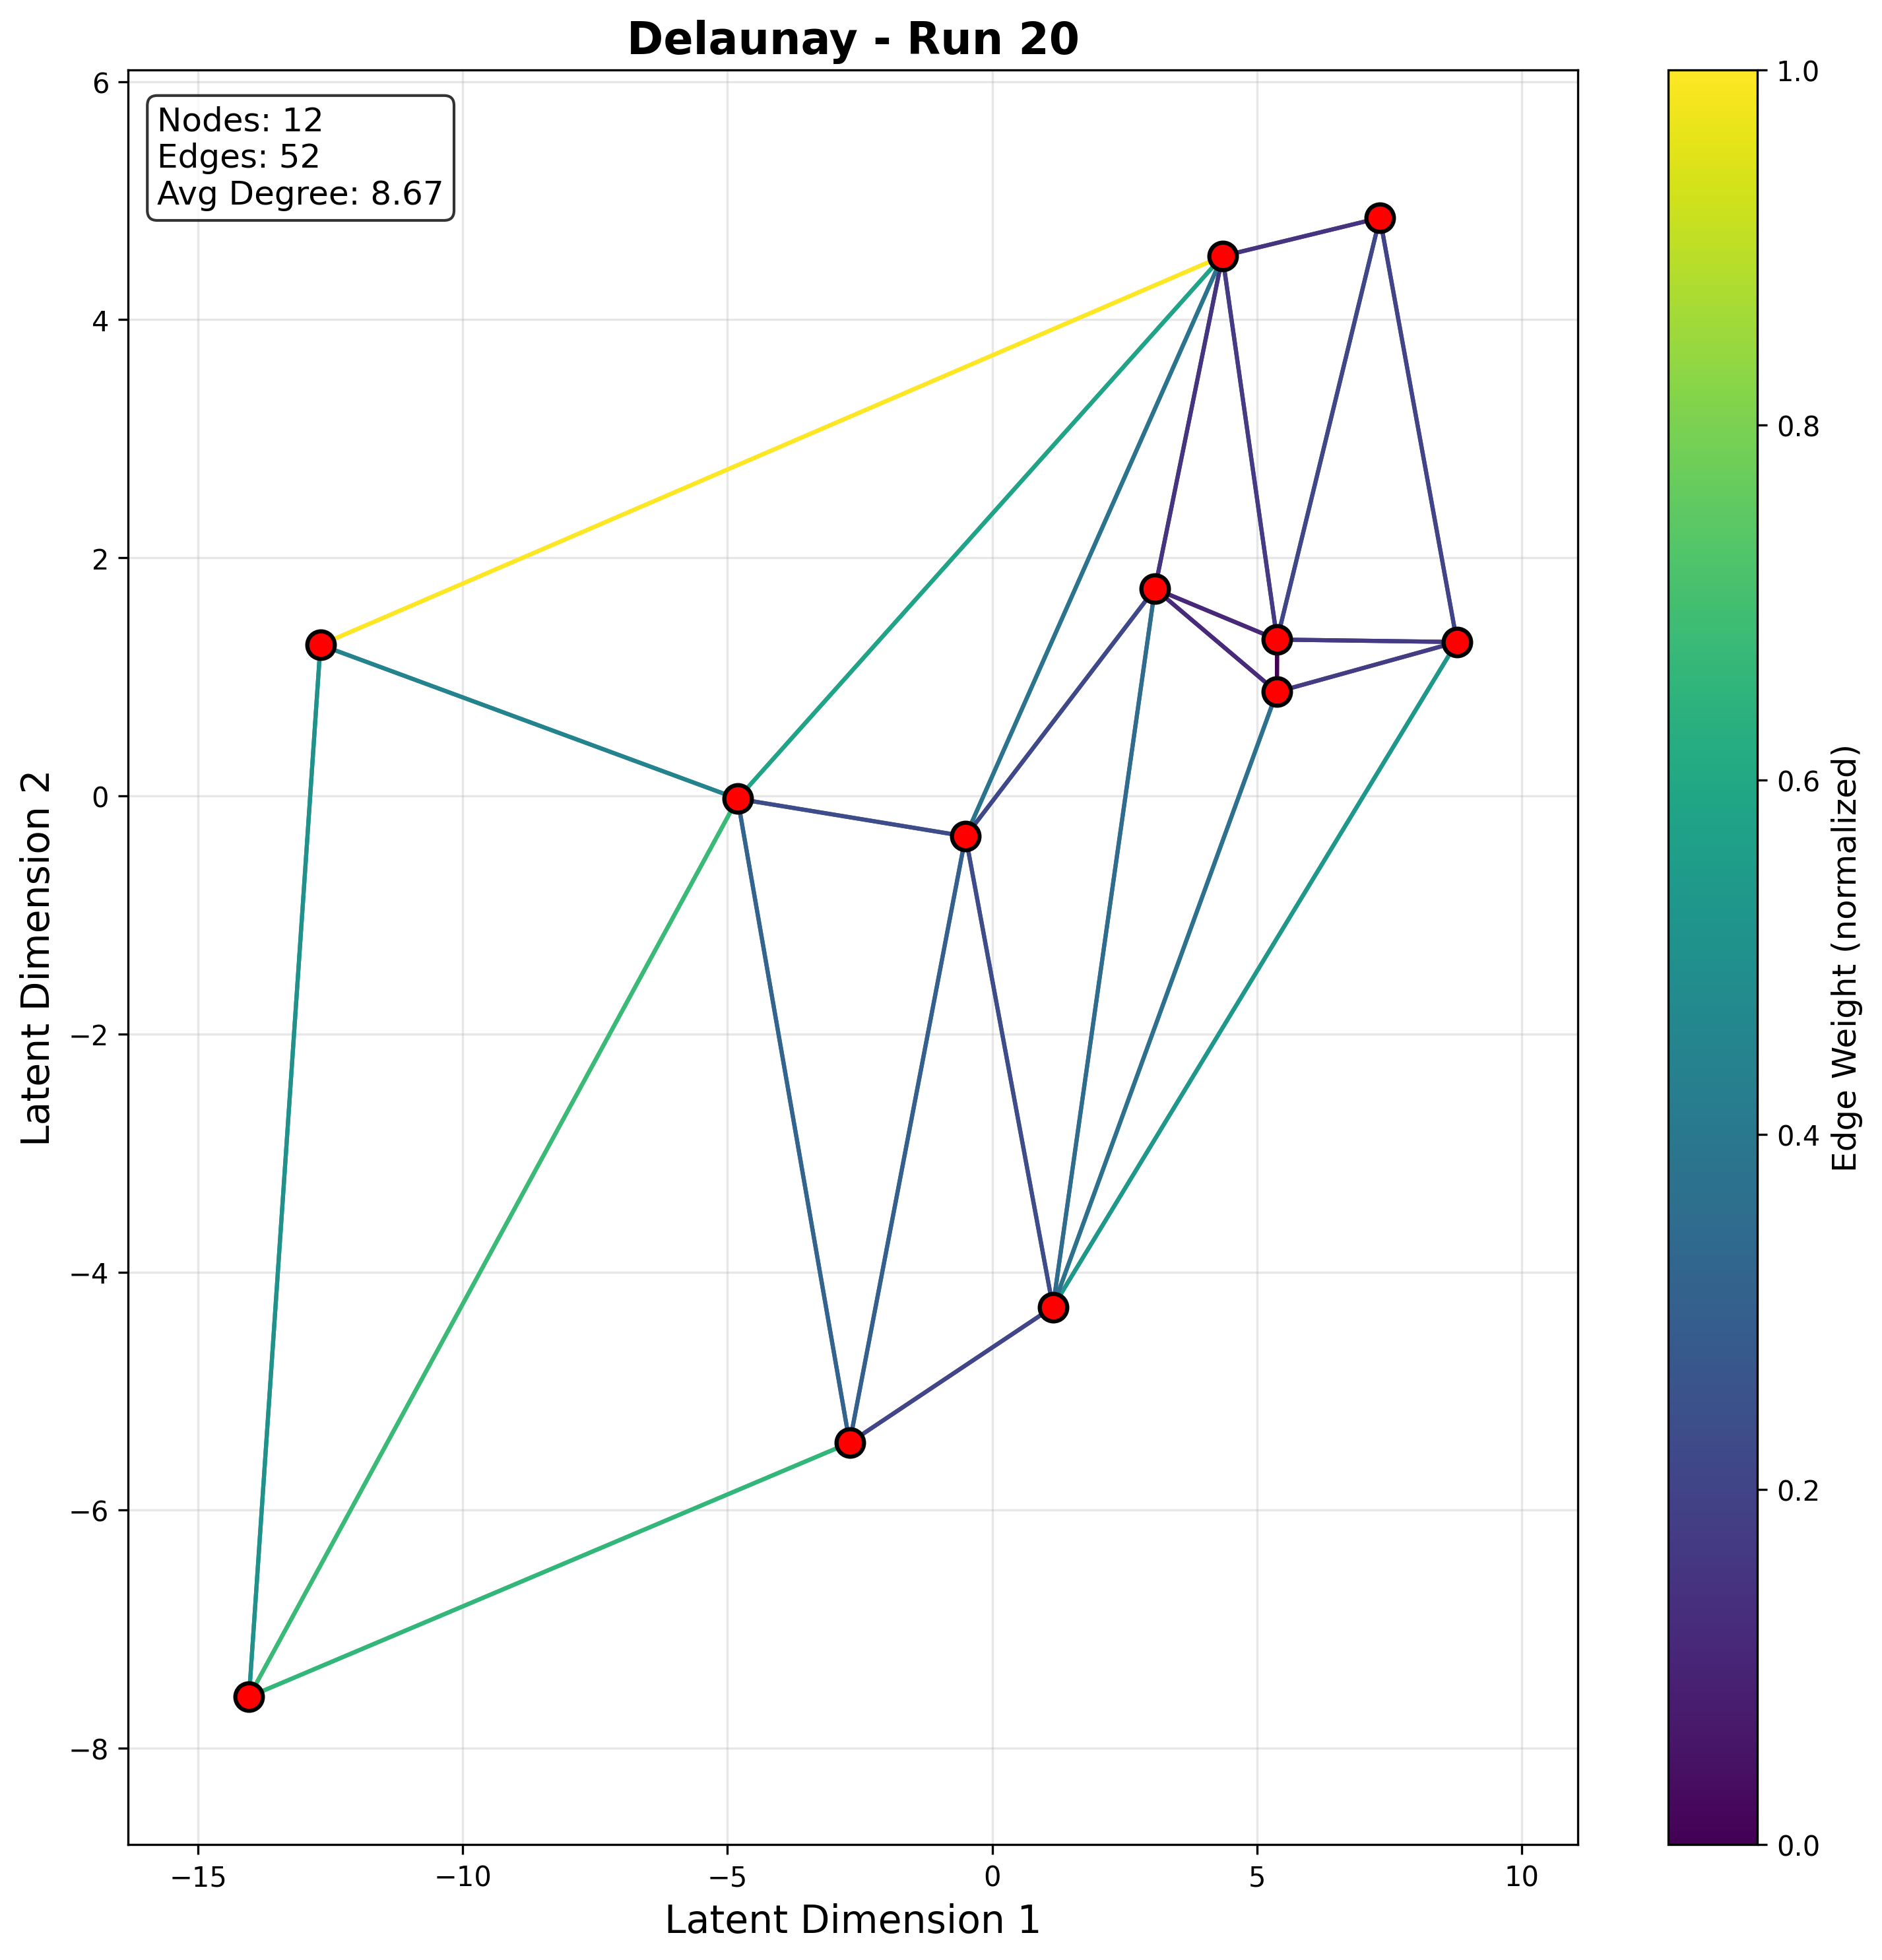 Delaunay - Run 20
Nodes: 12
Edges: 52
Avg Degree: 8.67
6
4
2
0
−2
−4
−6
−8
Latent Dimension 2
−15
−10
−5
0
5
10
Latent Dimension 1
1.0
0.8
0.6
0.4
0.2
0.0
Edge Weight (normalized)